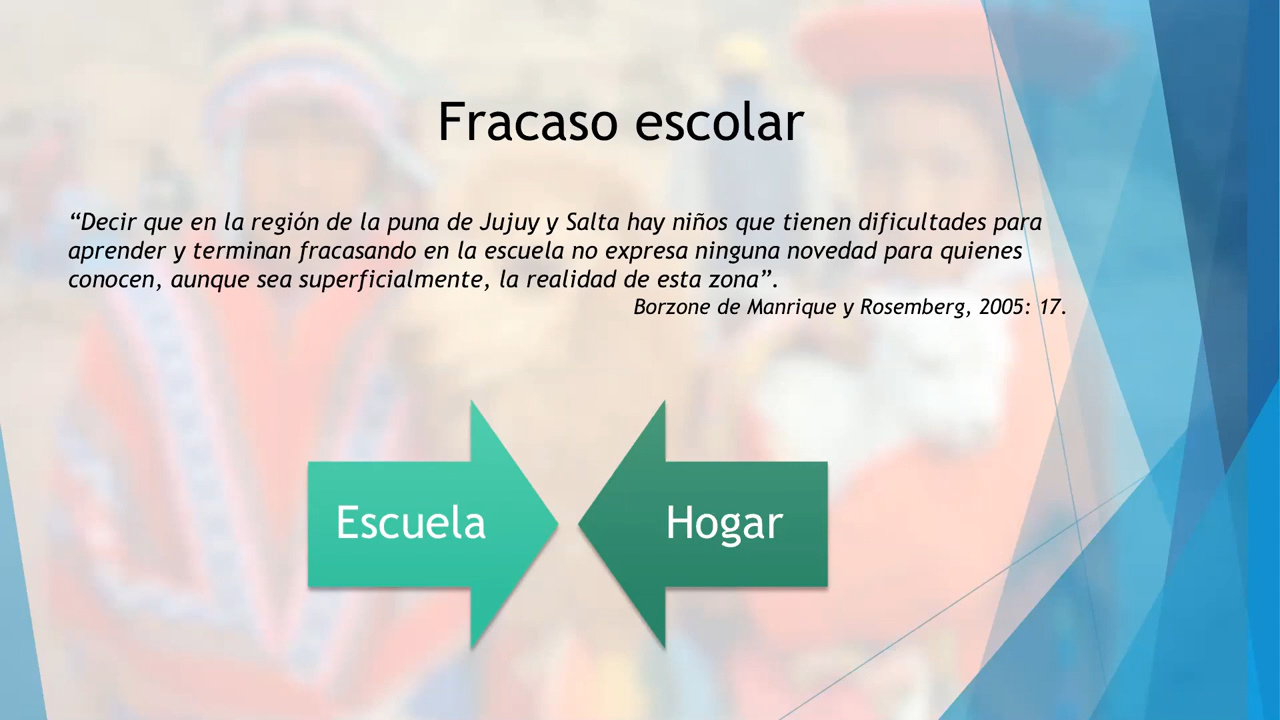 Fracaso escolar
“Decir que en la región de la puna de Jujuy y Salta hay niños que tienen dificultades para
aprender y terminan fracasando en la escuela no expresa ninguna novedad para quienes
conocen, aunque sea superficialmente, la realidad de esta zona”.
Borzone de Manrique y Rosemberg, 2005: 17.
Escuela
Hogar